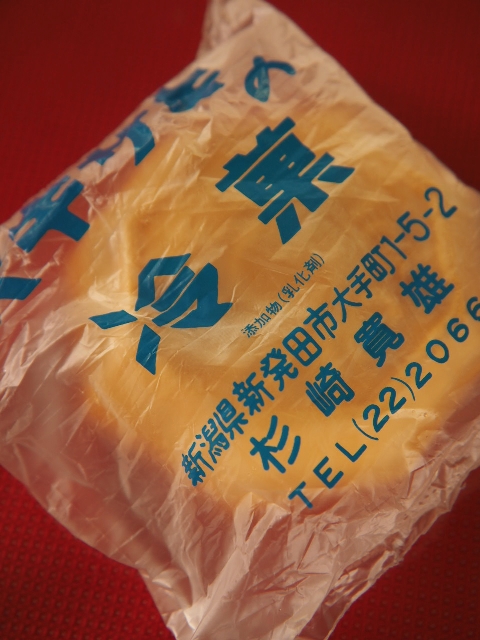 冷菓
添加物(乳化剤)
新潟県新発田市大手町1-5-2
杉崎寛雄
TEL(22)2066